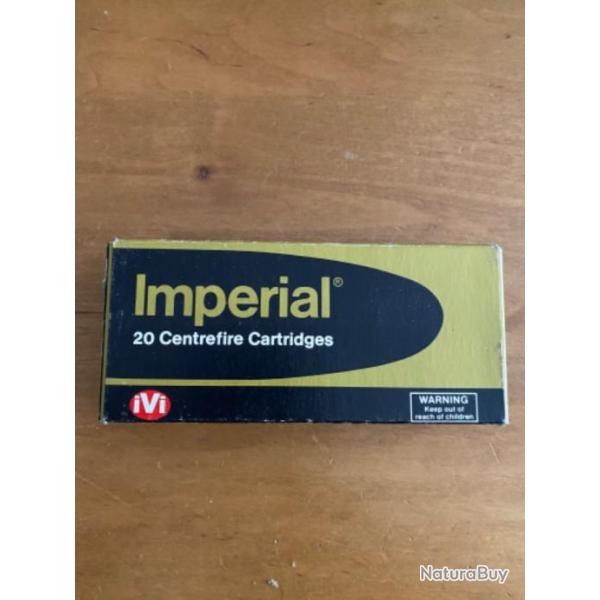 Imperial®
20 Centrefire Cartridges
iVi
WARNING
Keep out of
reach of children
NaturaBuy